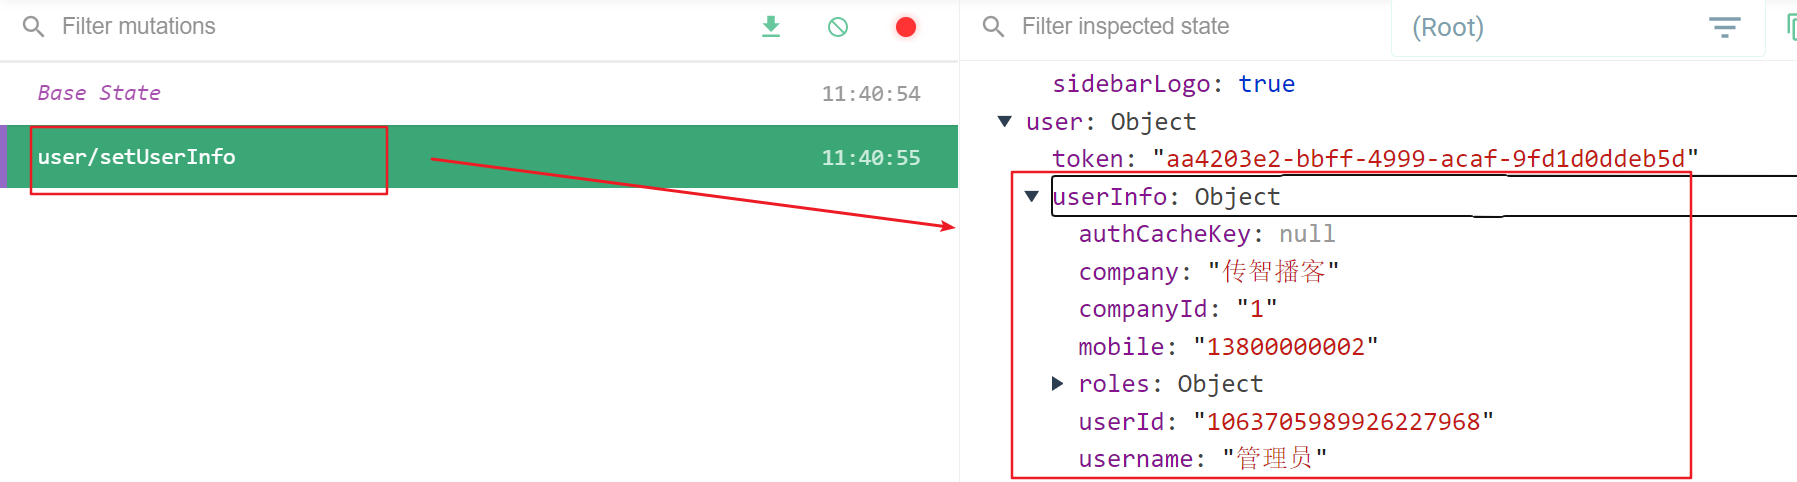 Filter mutations
Base State 11:40:54
user/setUserInfo 11:40:55
Filter inspected state
(Root)
sidebarLogo: true
user: Object
token: "aa4203e2-bbff-4999-acaf-9fd1d0ddeb5d"
userInfo: Object
authCacheKey: null
company: "传智播客"
companyId: "1"
mobile: "13800000002"
roles: Object
userId: "1063705989926227968"
username: "管理员"